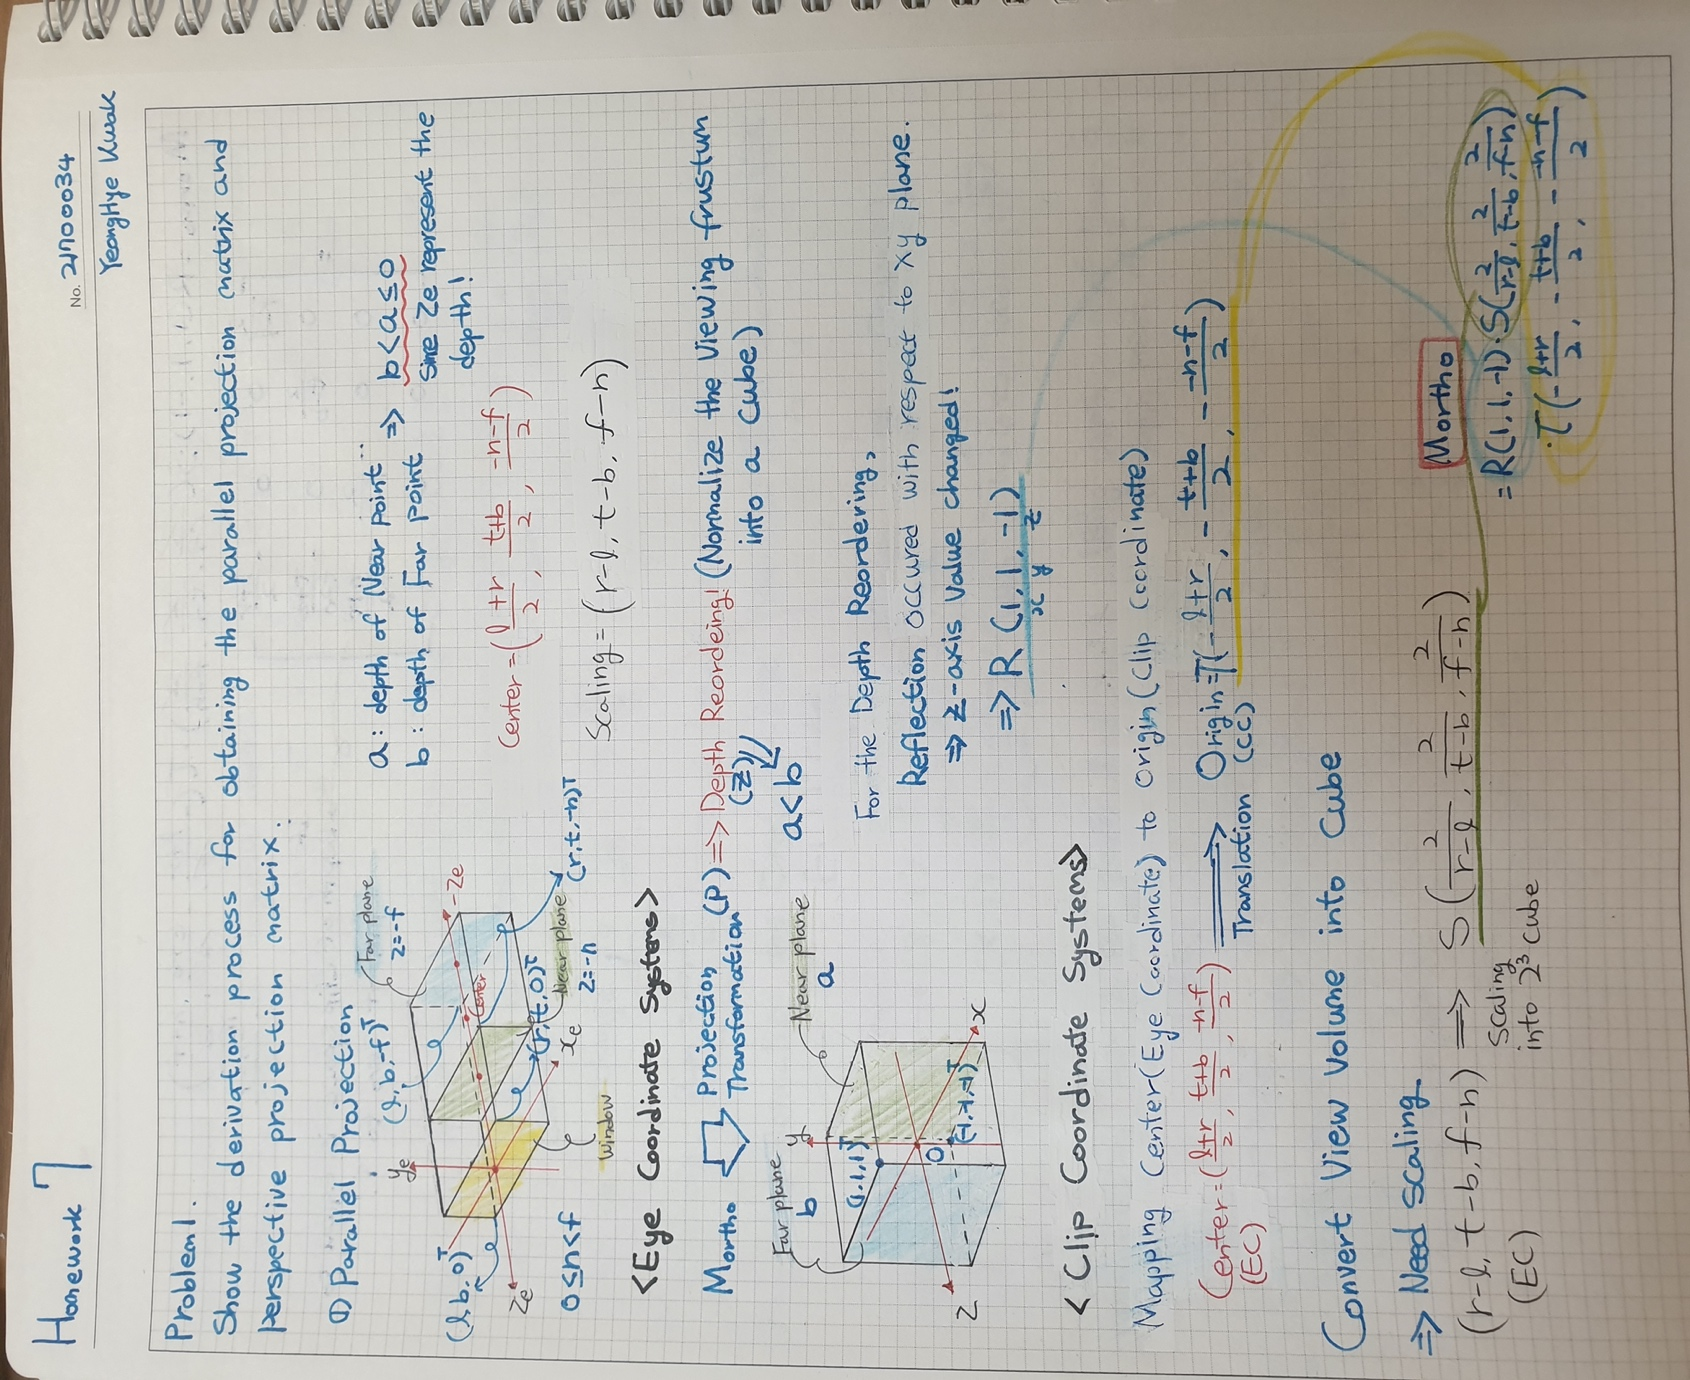 Homework 7
No. 21700034
YeongHye Kwak
Problem1.
Show the derivation process for obtaining the parallel projection matrix and
perspective projection matrix.
① Parallel Projection
Far plane
z=-f
(l, b, -f)ᵀ
ye
-ze
Center
(r, t, -n)ᵀ
Near plane
z=-n
(r, t, 0)ᵀ
xe
window
(l, b, 0)ᵀ
ze
0≤n<f
a : depth of Near point
b : depth of Far point
⇒ b<a≤0
since ze represent the
depth!
Center=(l+r/2, t+b/2, -n-f/2)
Scaling=(r-l, t-b, f-n)
<Eye Coordinate Systems>
Mortho ⇨ Projection
Transformation(P) ⇒ Depth Reordeing! (Normalize the Viewing frustum
(z) into a Cube)
a<b
Far plane
b
Near plane
a
y
(1,1,1)ᵀ
O
(-1,-1,-1)ᵀ
x
z
For the Depth Reordering,
Reflection occured with respect to xy plane.
⇒ z-axis value changed!
⇒ R (1, 1, -1)
x y z
<Clip Coordinate Systems>
Mapping Center(Eye Coordinate) to origin(Clip Coordinate)
Center=(l+r/2, t+b/2, -n-f/2) ⟹ Origin=T(-l+r/2, -t+b/2, -(-n-f)/2)
(EC) Translation (CC)
Convert View Volume into Cube
⇒ Need scaling
(r-l, t-b, f-n) ⟹ S(2/r-l, 2/t-b, 2/f-n)
(EC) Scaling
into 2³ cube
Mortho
=R(1,1,-1)·S(2/r-l, 2/t-b, 2/f-n)
·T(-l+r/2, -t+b/2, -(-n-f)/2)